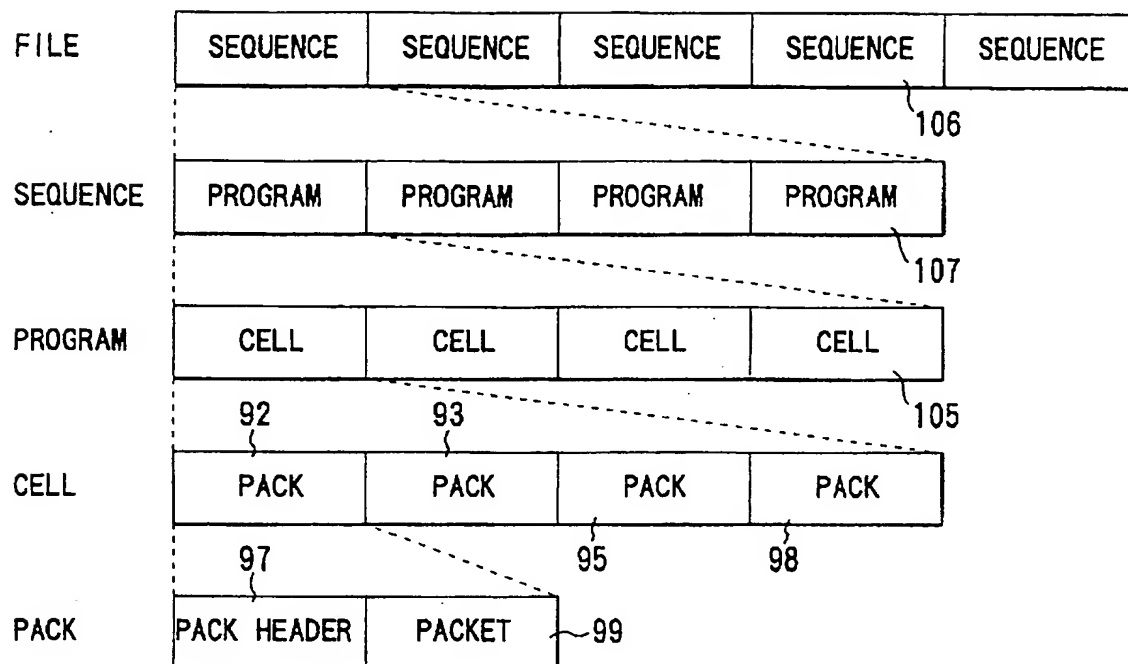 FILE SEQUENCE SEQUENCE SEQUENCE SEQUENCE SEQUENCE
106
SEQUENCE PROGRAM PROGRAM PROGRAM PROGRAM
107
PROGRAM CELL CELL CELL CELL
92 93 105
CELL PACK PACK PACK PACK
97 95 98
PACK PACK HEADER PACKET 99